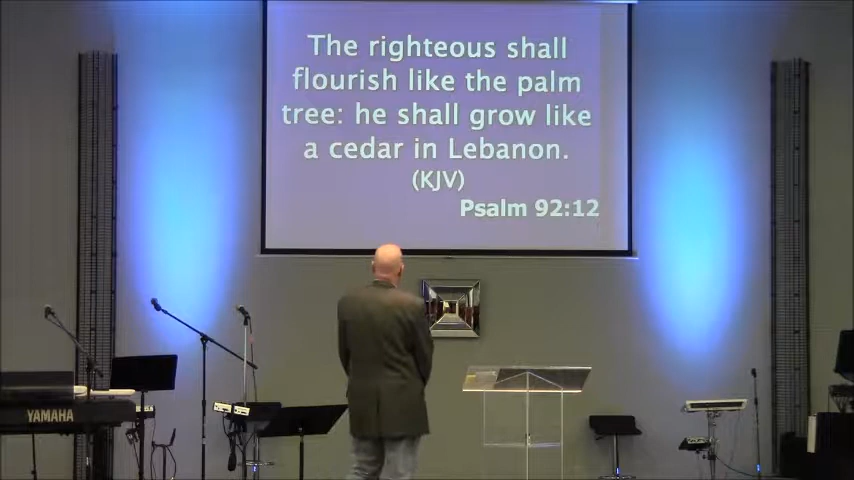 The righteous shall
flourish like the palm
tree: he shall grow like
a cedar in Lebanon.
(KJV)
Psalm 92:12
YAMAHA